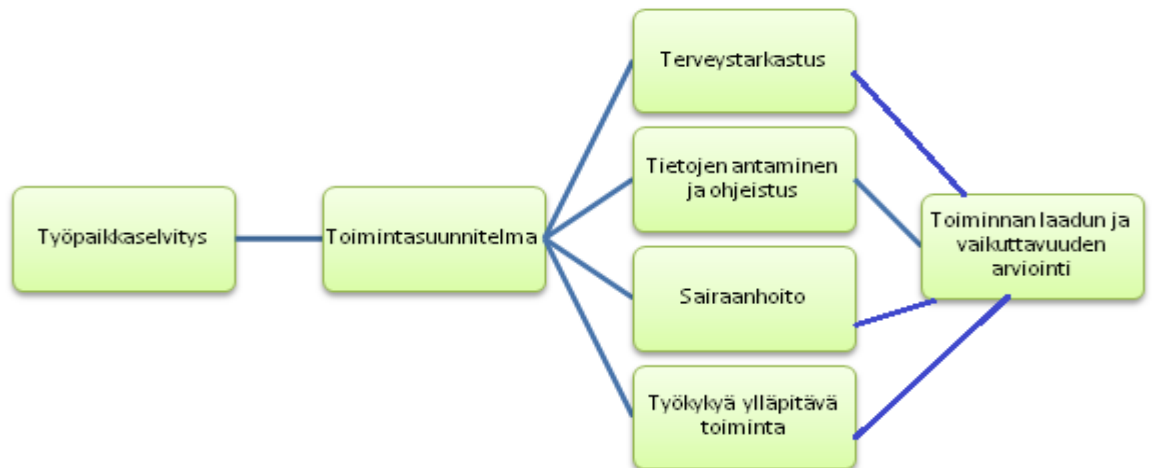 Työpaikkaselvitys
Toimintasuunnitelma
Terveystarkastus
Tietojen antaminen
ja ohjeistus
Sairaanhoito
Työkykyä ylläpitävä
toiminta
Toiminnan laadun ja
vaikuttavuuden
arviointi